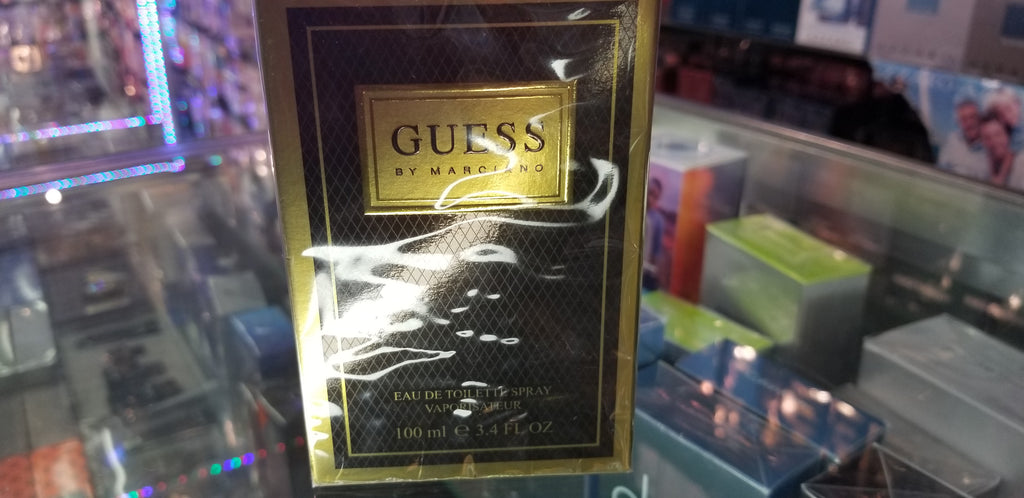 GUESS
BY MARCIANO
EAU DE TOILETTE SPRAY
VAPORISATEUR
100 ml ℮ 3.4 FL OZ